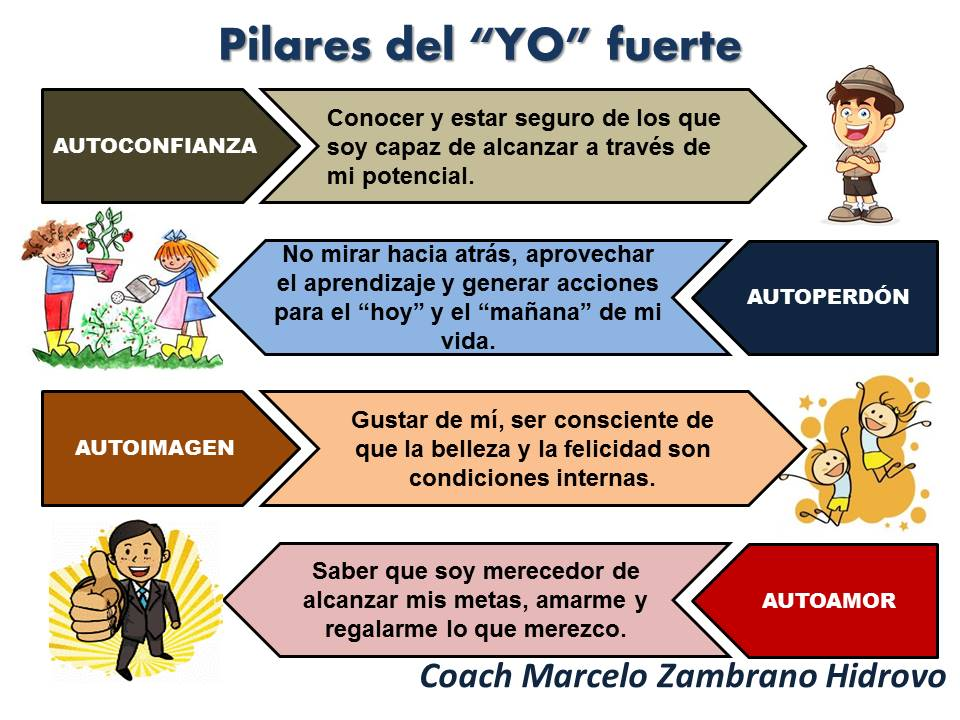 Pilares del “YO” fuerte
AUTOCONFIANZA
Conocer y estar seguro de los que
soy capaz de alcanzar a través de
mi potencial.
No mirar hacia atrás, aprovechar
el aprendizaje y generar acciones
para el “hoy” y el “mañana” de mi
vida.
AUTOPERDÓN
AUTOIMAGEN
Gustar de mí, ser consciente de
que la belleza y la felicidad son
condiciones internas.
Saber que soy merecedor de
alcanzar mis metas, amarme y
regalarme lo que merezco.
AUTOAMOR
Coach Marcelo Zambrano Hidrovo